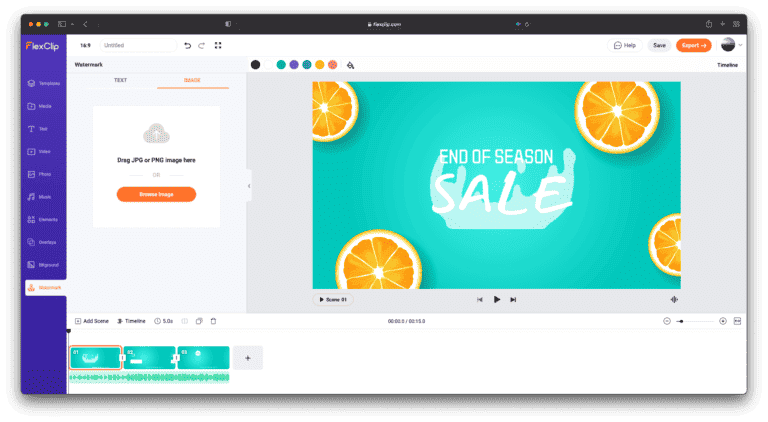 flexclip.com
FlexClip
16:9
Untitled
Help
Save
Export →
Watermark
Timeline
TEXT
IMAGE
Templates
Media
Text
Video
Photo
Music
Elements
Overlays
Bkground
Watermark
Drag JPG or PNG image here
OR
Browse Image
END OF SEASON
SALE
Scene 01
Add Scene
Timeline
5.0s
00:00.0 / 00:15.0
01
02
03
+